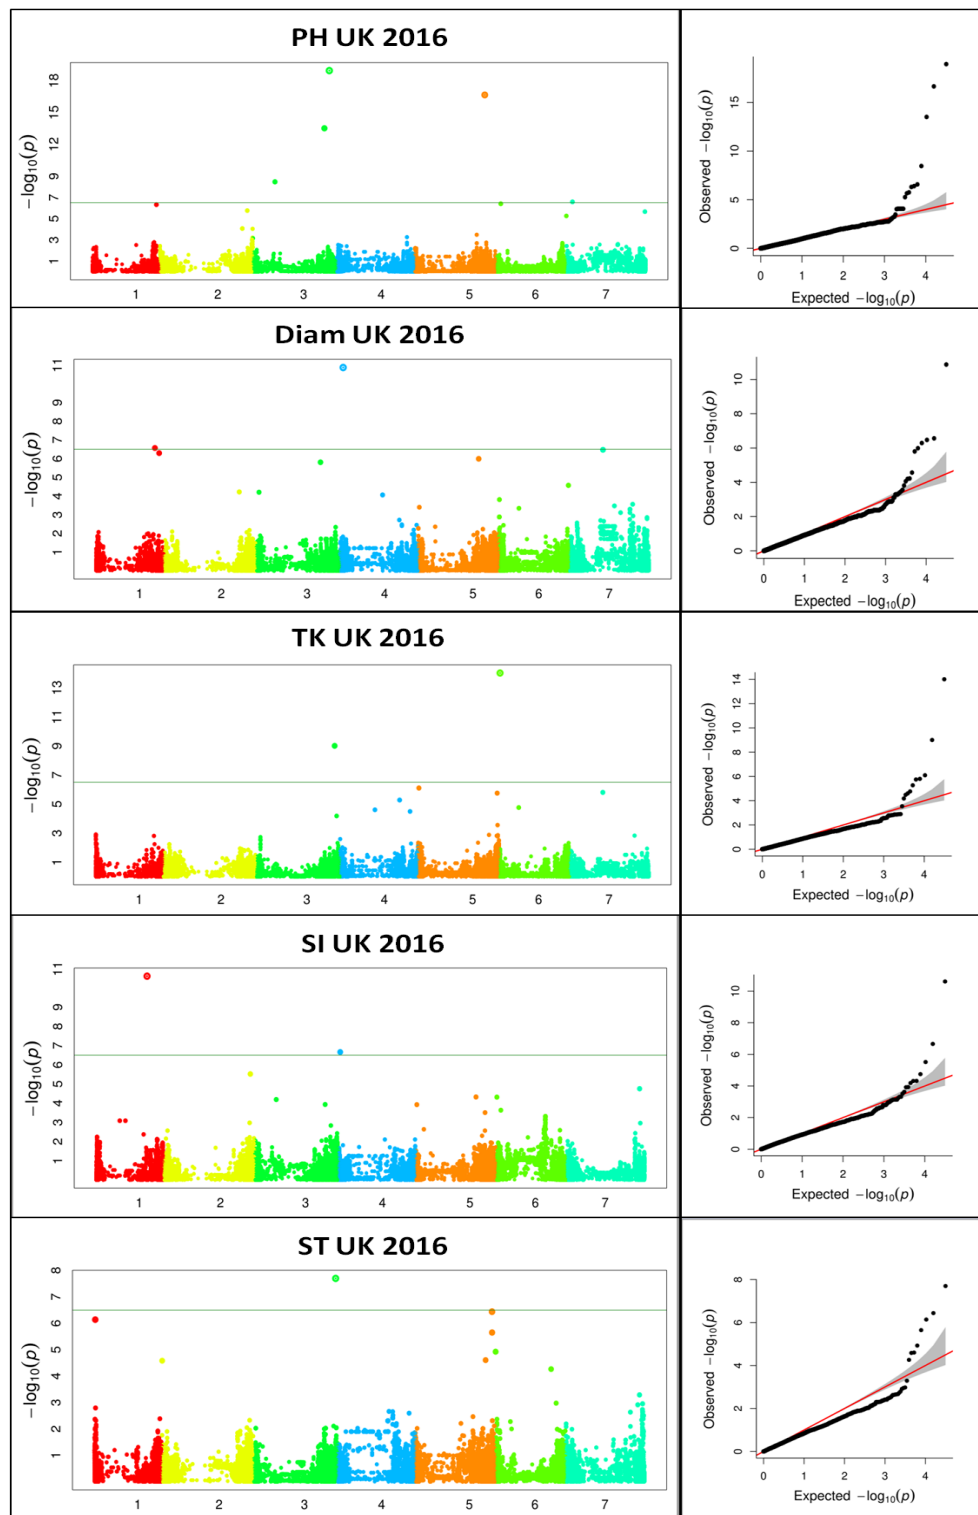 PH UK 2016
−log10(p)
18
15
12
9
7
5
3
1
1 2 3 4 5 6 7
Observed −log10(p)
15
10
5
0
0 1 2 3 4
Expected −log10(p)
Diam UK 2016
−log10(p)
11
9
8
7
6
5
4
3
2
1
1 2 3 4 5 6 7
Observed −log10(p)
10
8
6
4
2
0
0 1 2 3 4
Expected −log10(p)
TK UK 2016
−log10(p)
13
11
9
7
5
3
1
1 2 3 4 5 6 7
Observed −log10(p)
14
12
10
8
6
4
2
0
0 1 2 3 4
Expected −log10(p)
SI UK 2016
−log10(p)
11
9
8
7
6
5
4
3
2
1
1 2 3 4 5 6 7
Observed −log10(p)
10
8
6
4
2
0
0 1 2 3 4
Expected −log10(p)
ST UK 2016
−log10(p)
8
7
6
5
4
3
2
1
1 2 3 4 5 6 7
Observed −log10(p)
8
6
4
2
0
0 1 2 3 4
Expected −log10(p)